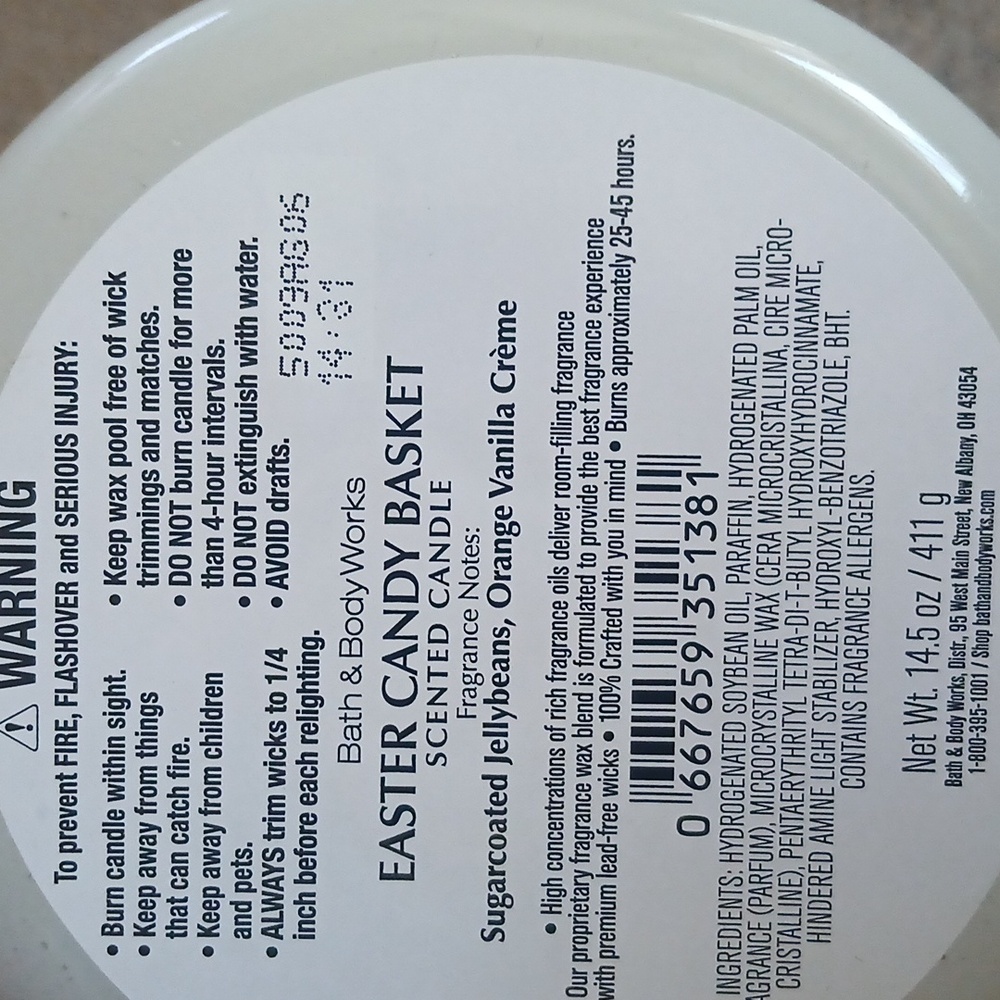 WARNING
To prevent FIRE, FLASHOVER and SERIOUS INJURY:
• Burn candle within sight.
• Keep away from things
that can catch fire.
• Keep away from children
and pets.
• ALWAYS trim wicks to 1/4
inch before each relighting.
• Keep wax pool free of wick
trimmings and matches.
• DO NOT burn candle for more
than 4-hour intervals.
• DO NOT extinguish with water.
• AVOID drafts.
14:31
Bath & Body Works
EASTER CANDY BASKET
SCENTED CANDLE
Fragrance Notes:
Sugarcoated Jellybeans, Orange Vanilla Crème
• High concentrations of rich fragrance oils deliver room-filling fragrance
Our proprietary fragrance wax blend is formulated to provide the best fragrance experience
with premium lead-free wicks • 100% Crafted with you in mind • Burns approximately 25-45 hours.
0 667659 351381
INGREDIENTS: HYDROGENATED SOYBEAN OIL, PARAFFIN, HYDROGENATED PALM OIL,
AGRANCE (PARFUM), MICROCRYSTALLINE WAX (CERA MICROCRISTALLINA, CIRE MICRO-
CRISTALLINE), PENTAERYTHRITYL TETRA-DI-T-BUTYL HYDROXYHYDROCINNAMATE,
HINDERED AMINE LIGHT STABILIZER, HYDROXYL-BENZOTRIAZOLE, BHT.
CONTAINS FRAGRANCE ALLERGENS.
Net Wt. 14.5 oz / 411 g
Bath & Body Works, Distr., 95 West Main Street, New Albany, OH 43054
1-800-395-1001 / Shop bathandbodyworks.com